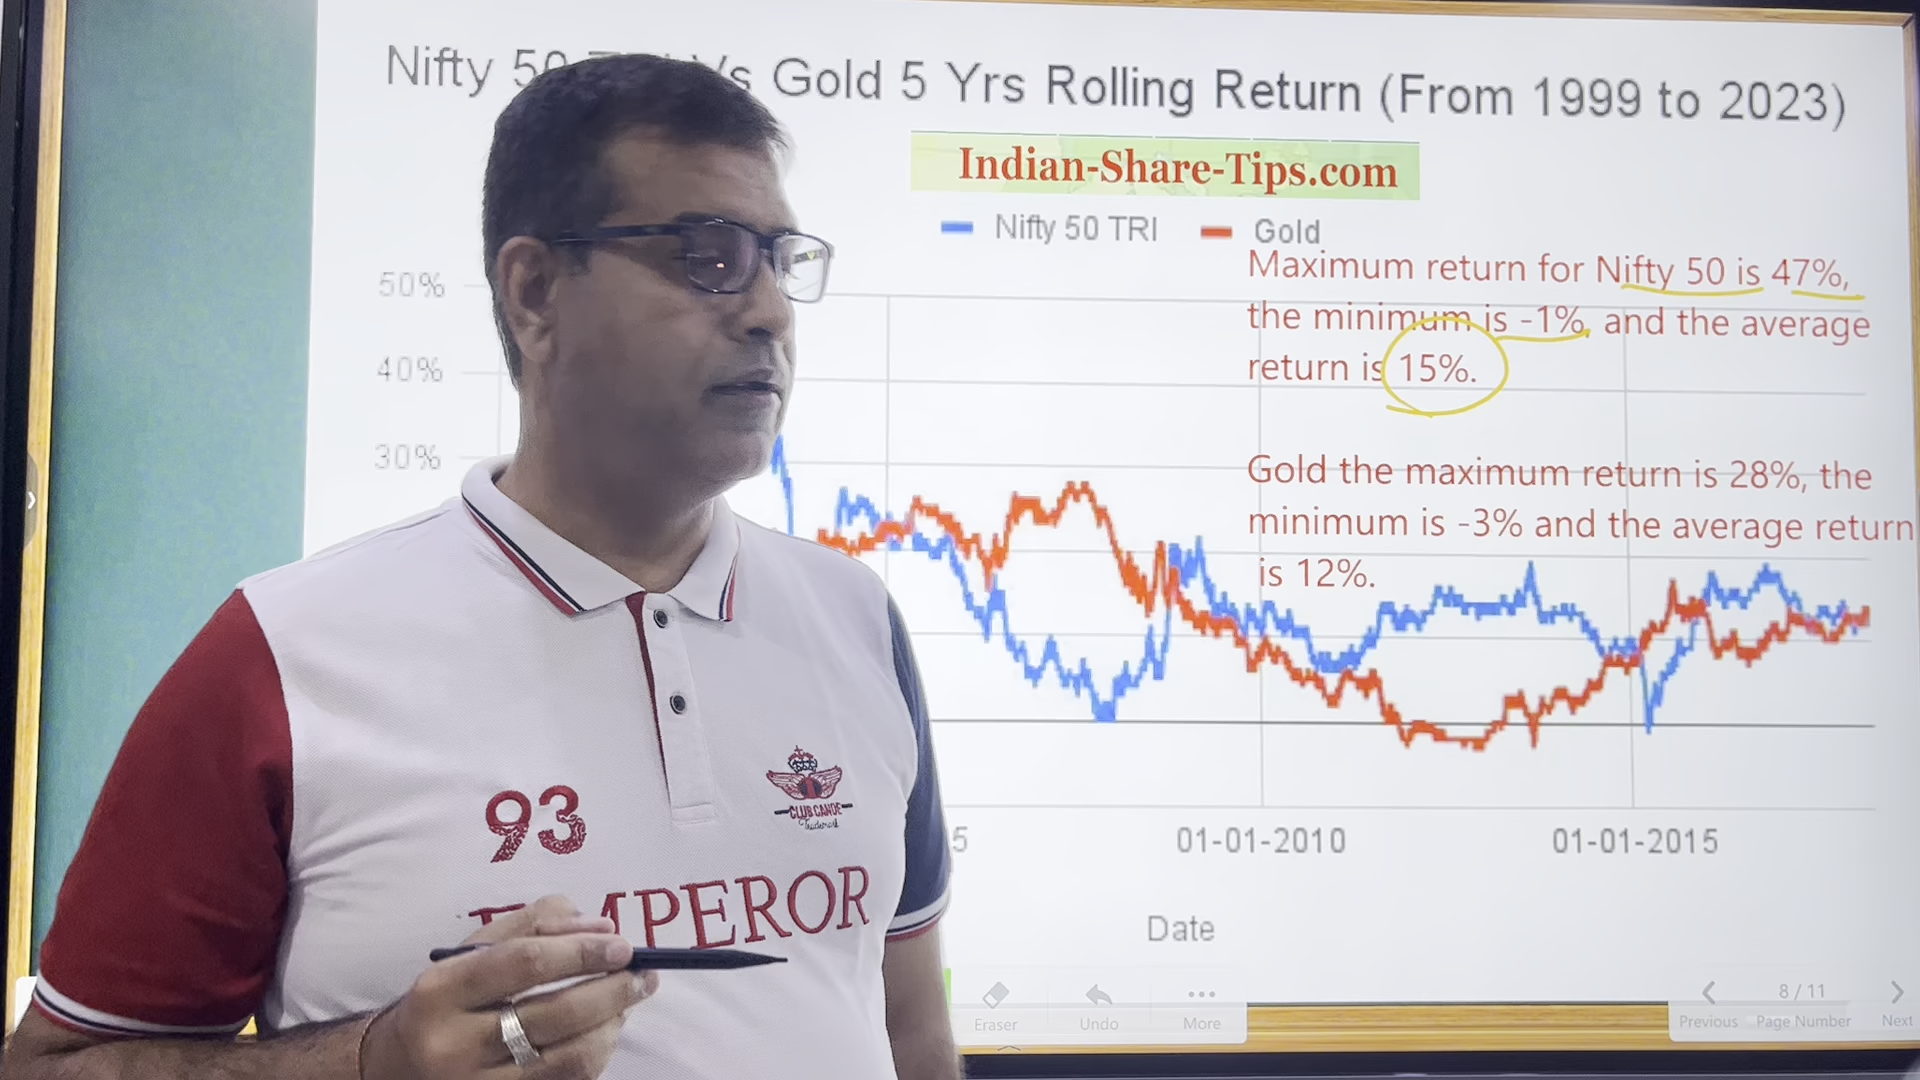 Nifty 50 Vs Gold 5 Yrs Rolling Return (From 1999 to 2023)
Indian-Share-Tips.com
Nifty 50 TRI Gold
Maximum return for Nifty 50 is 47%,
the minimum is -1%, and the average
return is 15%.
Gold the maximum return is 28%, the
minimum is -3% and the average return
is 12%.
50%
40%
30%
5 01-01-2010 01-01-2015
Date
93
CLUB CANOE
Trademark
EMPEROR
Eraser Undo More
8 / 11
Previous Page Number Next